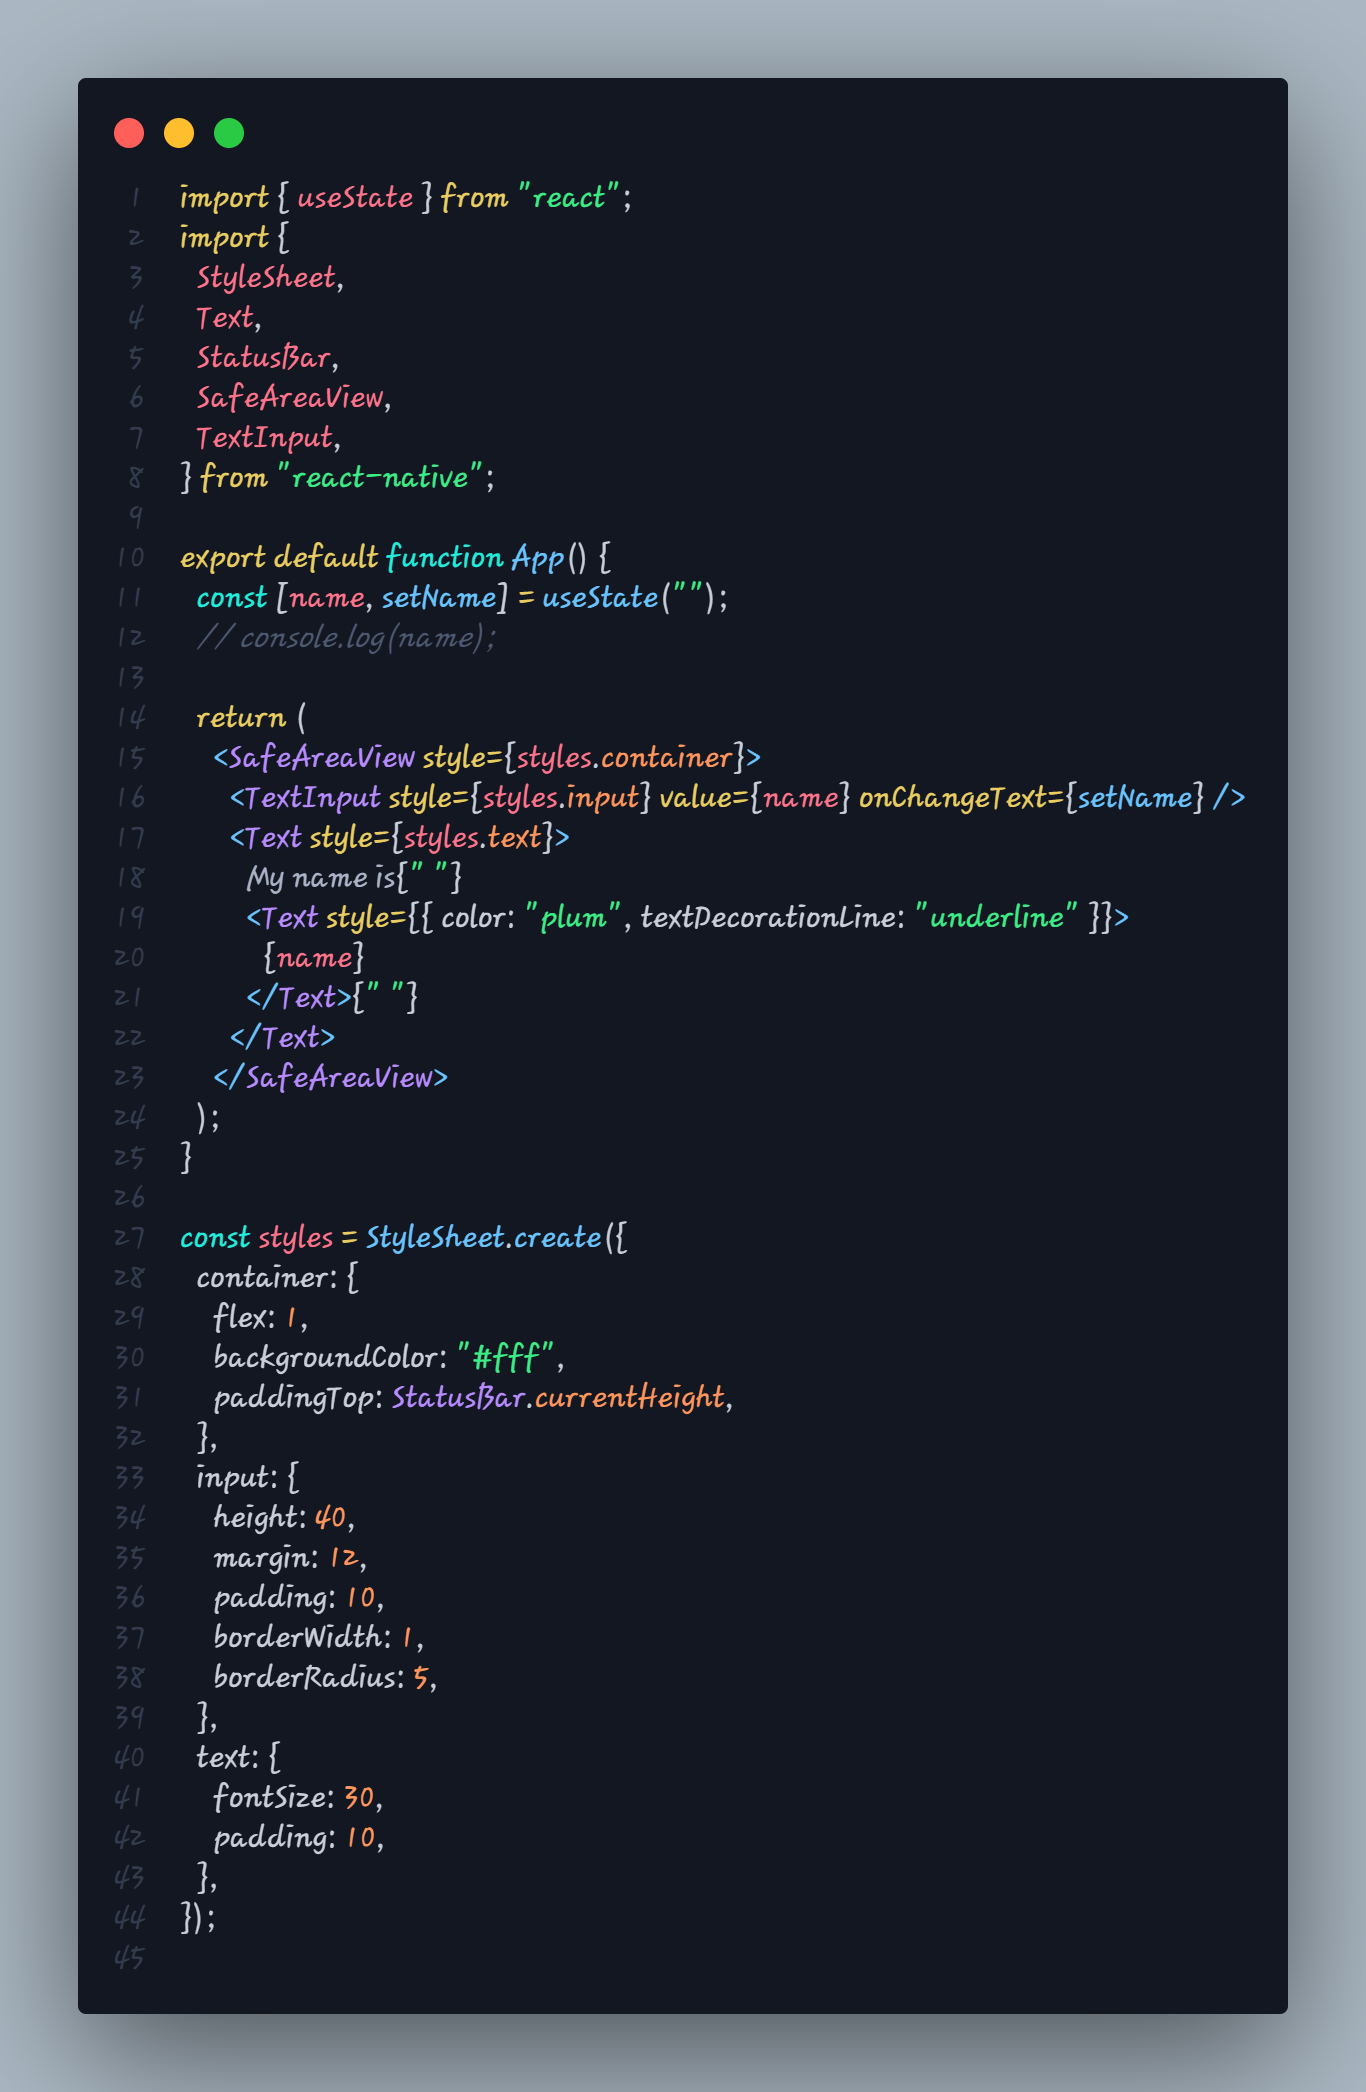 1 import { useState } from "react";
2 import {
3   StyleSheet,
4   Text,
5   StatusBar,
6   SafeAreaView,
7   TextInput,
8 } from "react-native";
9
10 export default function App() {
11   const [name, setName] = useState("");
12   // console.log(name);
13
14   return (
15     <SafeAreaView style={styles.container}>
16       <TextInput style={styles.input} value={name} onChangeText={setName} />
17       <Text style={styles.text}>
18         My name is{" "}
19         <Text style={{ color: "plum", textDecorationLine: "underline" }}>
20           {name}
21         </Text>{" "}
22       </Text>
23     </SafeAreaView>
24   );
25 }
26
27 const styles = StyleSheet.create({
28   container: {
29     flex: 1,
30     backgroundColor: "#fff",
31     paddingTop: StatusBar.currentHeight,
32   },
33   input: {
34     height: 40,
35     margin: 12,
36     padding: 10,
37     borderWidth: 1,
38     borderRadius: 5,
39   },
40   text: {
41     fontSize: 30,
42     padding: 10,
43   },
44 });
45